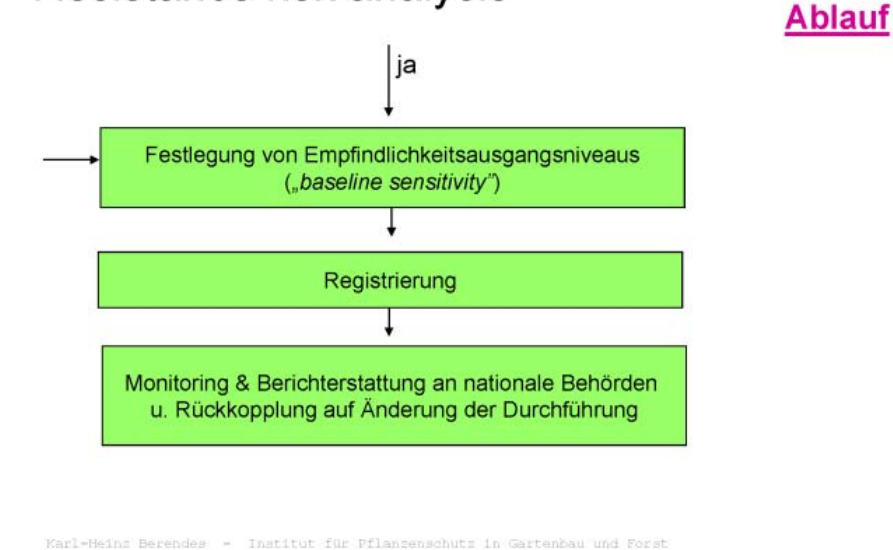 Ablauf
ja
Festlegung von Empfindlichkeitsausgangsniveaus
(„baseline sensitivity”)
Registrierung
Monitoring & Berichterstattung an nationale Behörden
u. Rückkopplung auf Änderung der Durchführung
Karl-Heinz Berendes - Institut für Pflanzenschutz in Gartenbau und Forst